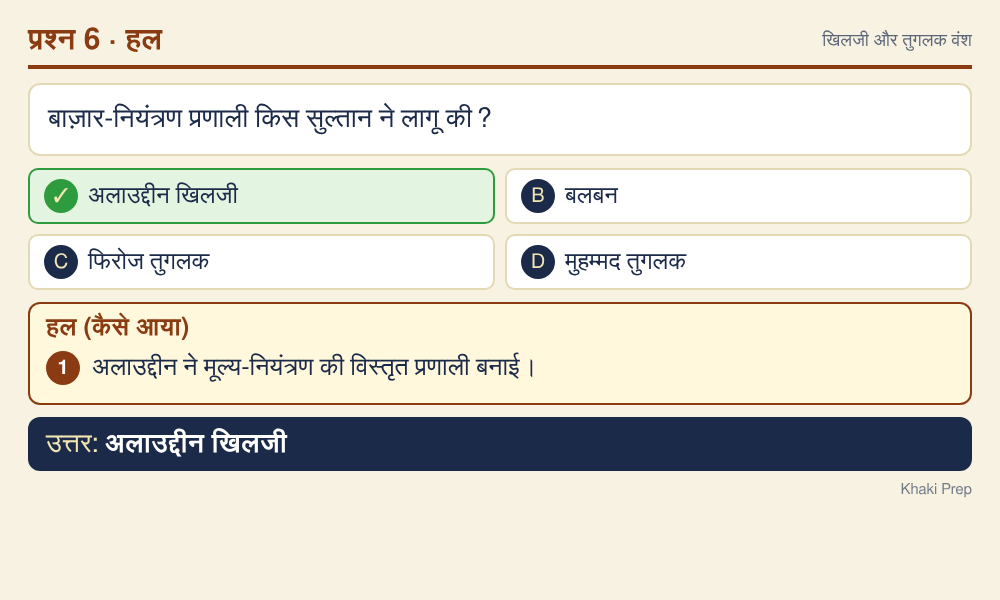 प्रश्न 6 · हल
खिलजी और तुगलक वंश
बाज़ार-नियंत्रण प्रणाली किस सुल्तान ने लागू की ?
✓ अलाउद्दीन खिलजी
B बलबन
C फिरोज तुगलक
D मुहम्मद तुगलक
हल (कैसे आया)
1 अलाउद्दीन ने मूल्य-नियंत्रण की विस्तृत प्रणाली बनाई।
उत्तर: अलाउद्दीन खिलजी
Khaki Prep